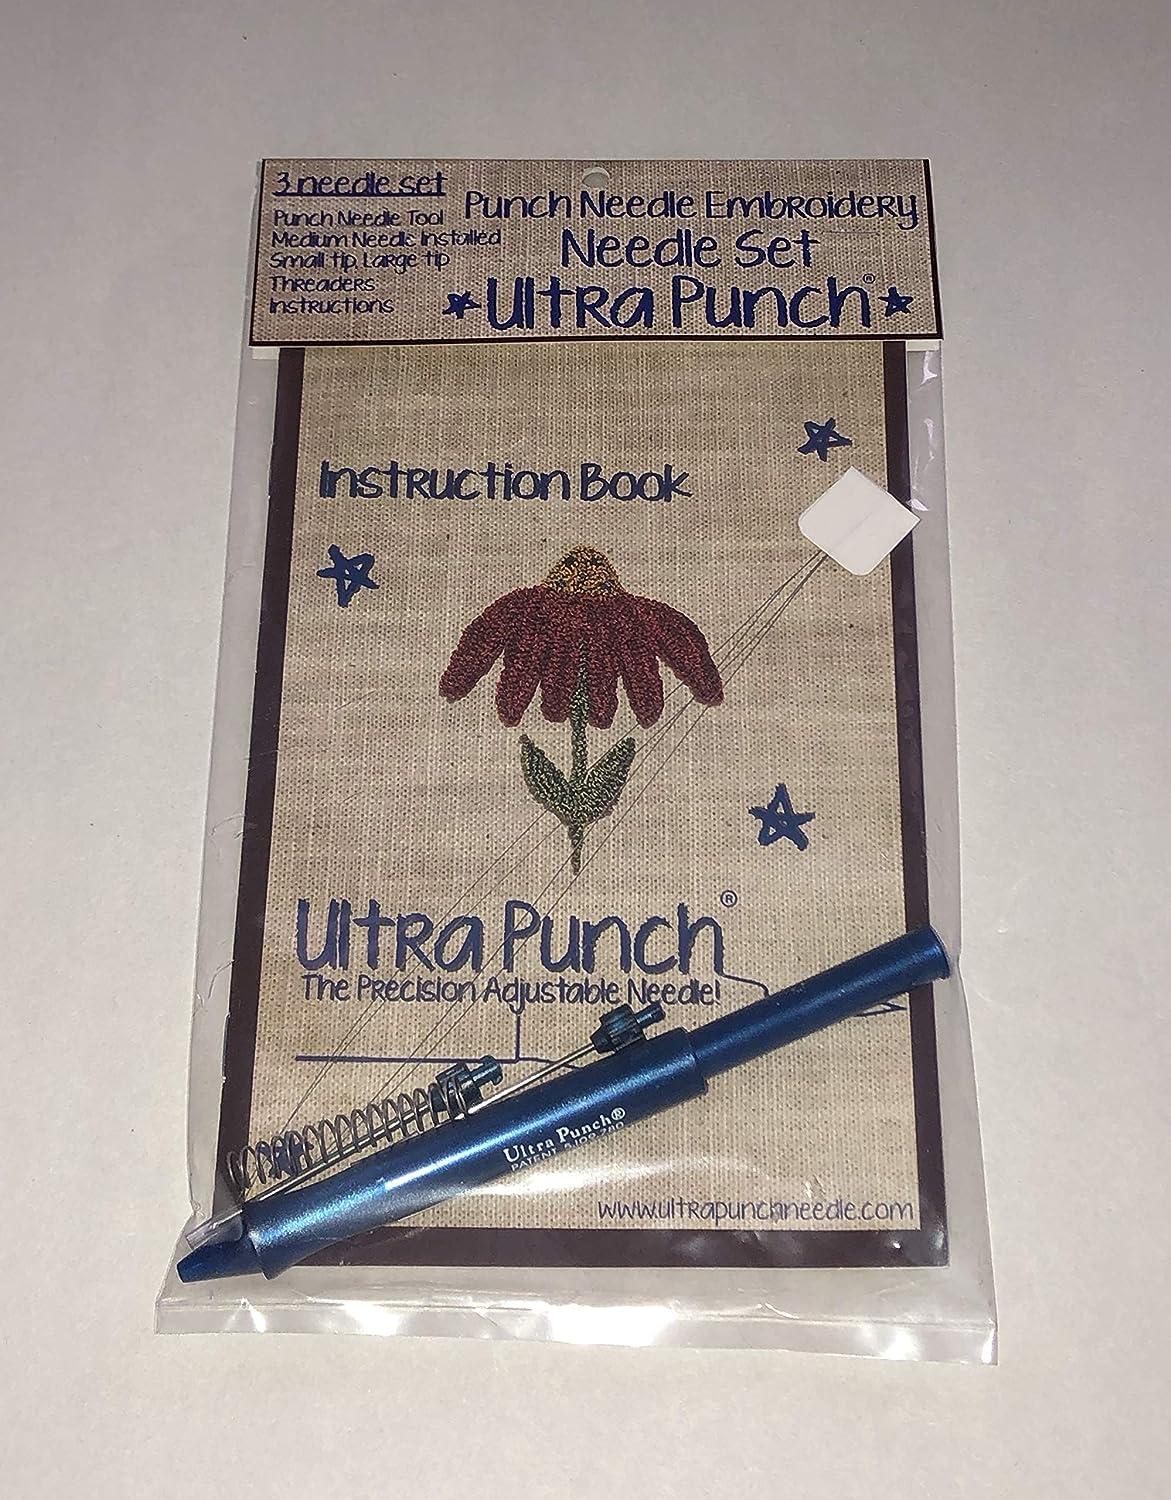 3 needle set
Punch Needle Tool
Medium Needle Installed
Small tip, Large tip
Threaders
Instructions
Punch Needle Embroidery
Needle Set
Ultra Punch®
Instruction Book
Ultra Punch®
The Precision Adjustable Needle!
Ultra Punch®
PATENT
www.ultrapunchneedle.com